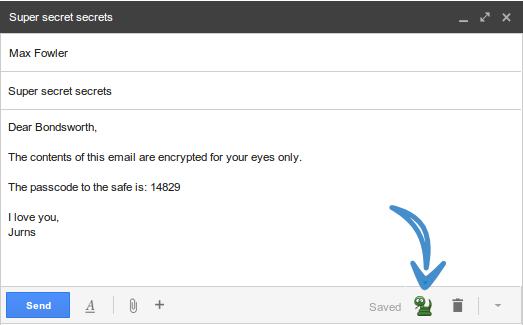 Super secret secrets
Max Fowler
Super secret secrets
Dear Bondsworth,
The contents of this email are encrypted for your eyes only.
The passcode to the safe is: 14829
I love you,
Jurns
Send A Saved